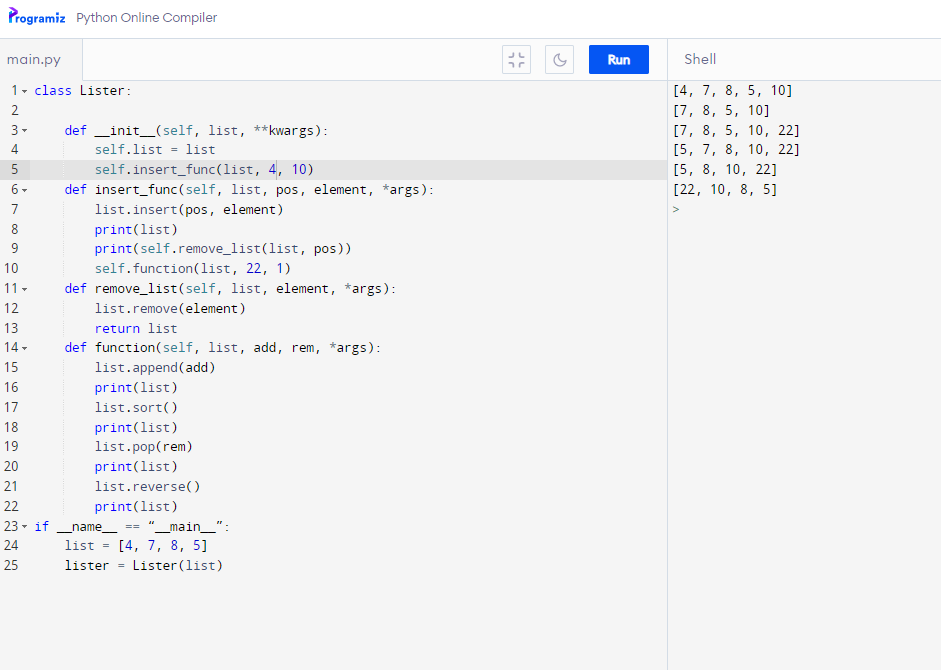 Programiz Python Online Compiler
main.py
Run
Shell
1 class Lister:
2
3     def __init__(self, list, **kwargs):
4         self.list = list
5         self.insert_func(list, 4, 10)
6     def insert_func(self, list, pos, element, *args):
7         list.insert(pos, element)
8         print(list)
9         print(self.remove_list(list, pos))
10         self.function(list, 22, 1)
11     def remove_list(self, list, element, *args):
12         list.remove(element)
13         return list
14     def function(self, list, add, rem, *args):
15         list.append(add)
16         print(list)
17         list.sort()
18         print(list)
19         list.pop(rem)
20         print(list)
21         list.reverse()
22         print(list)
23 if __name__ == “__main__”:
24     list = [4, 7, 8, 5]
25     lister = Lister(list)
[4, 7, 8, 5, 10]
[7, 8, 5, 10]
[7, 8, 5, 10, 22]
[5, 7, 8, 10, 22]
[5, 8, 10, 22]
[22, 10, 8, 5]
>